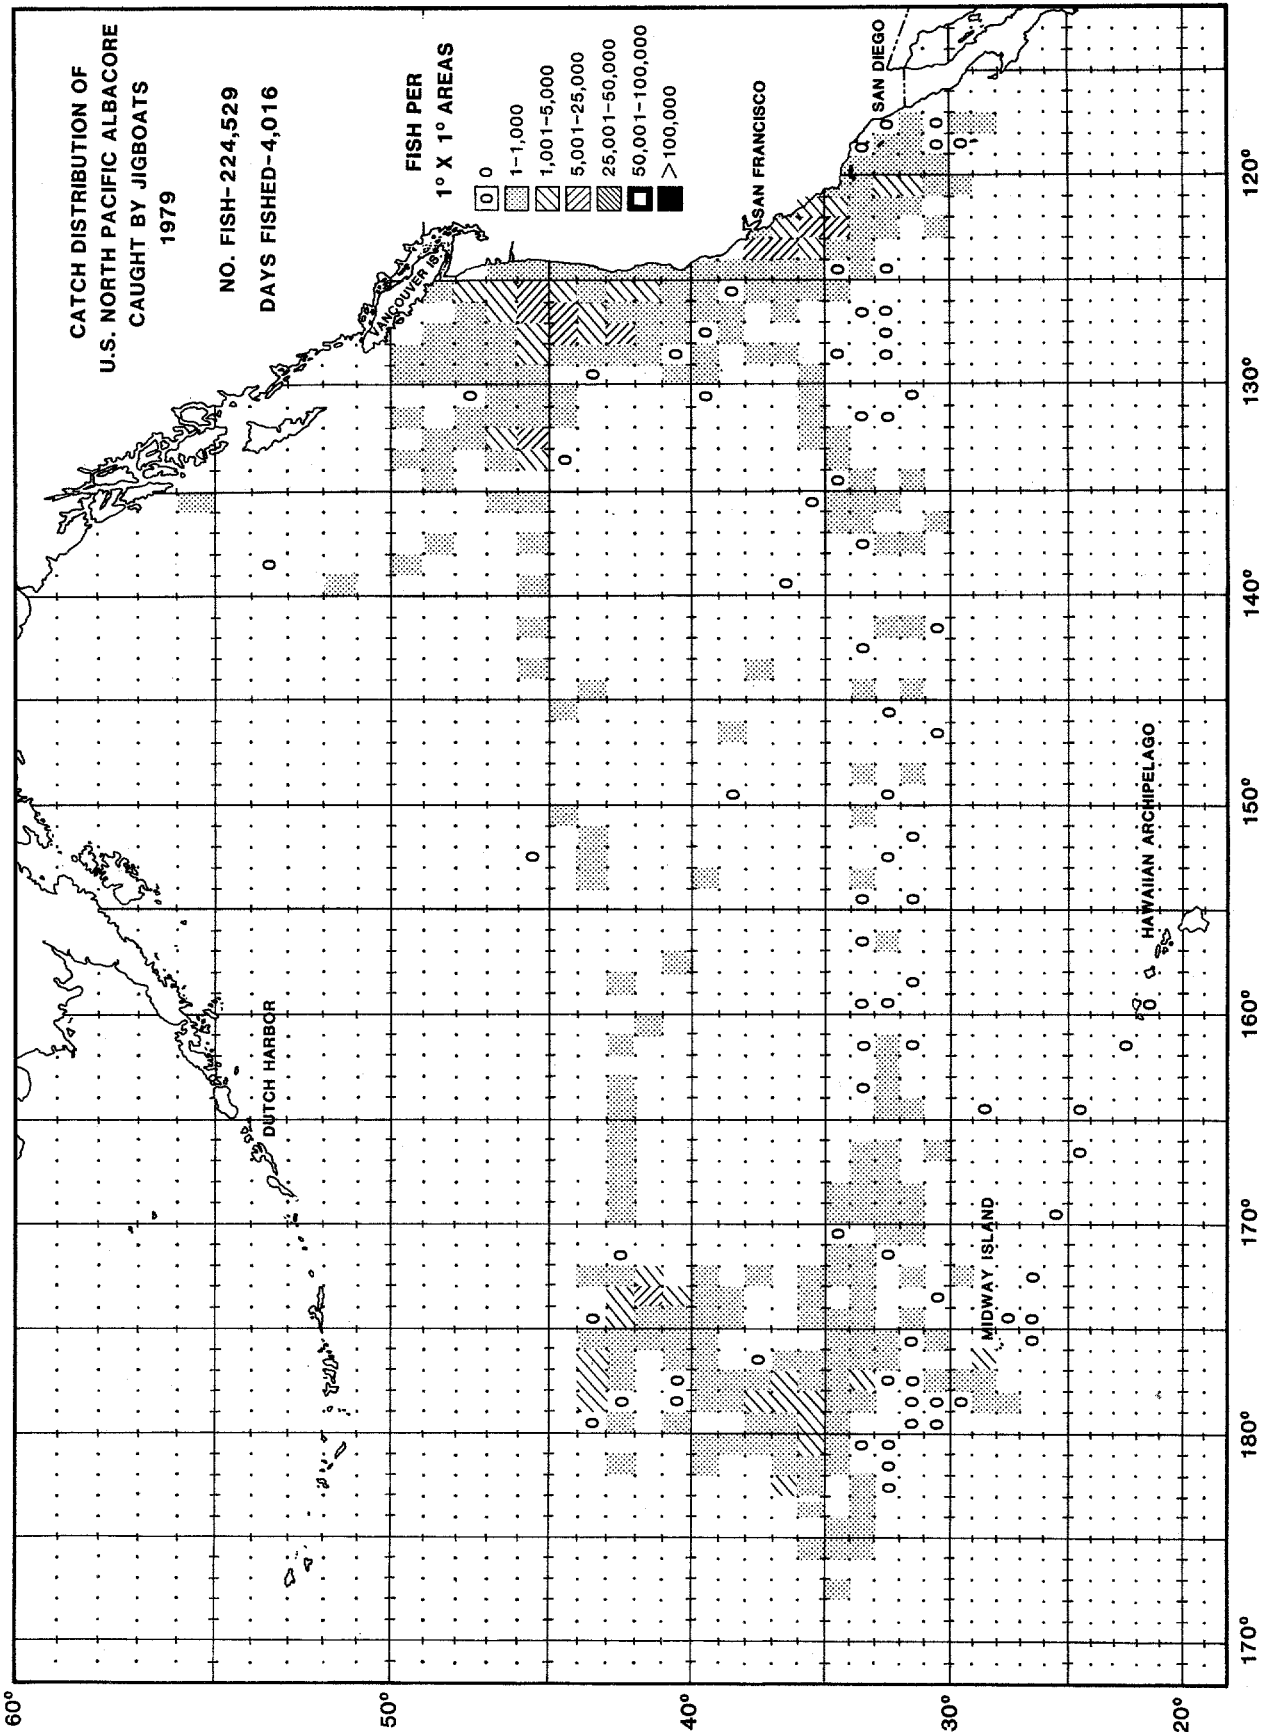 CATCH DISTRIBUTION OF
U.S. NORTH PACIFIC ALBACORE
CAUGHT BY JIGBOATS
1979
NO. FISH-224,529
DAYS FISHED-4,016
FISH PER
1° X 1° AREAS
0 0
1-1,000
1,001-5,000
5,001-25,000
25,001-50,000
50,001-100,000
>100,000
VANCOUVER IS.
SAN FRANCISCO
SAN DIEGO
DUTCH HARBOR
MIDWAY ISLAND
HAWAIIAN ARCHIPELAGO
60°
50°
40°
30°
20°
170°
180°
170°
160°
150°
140°
130°
120°